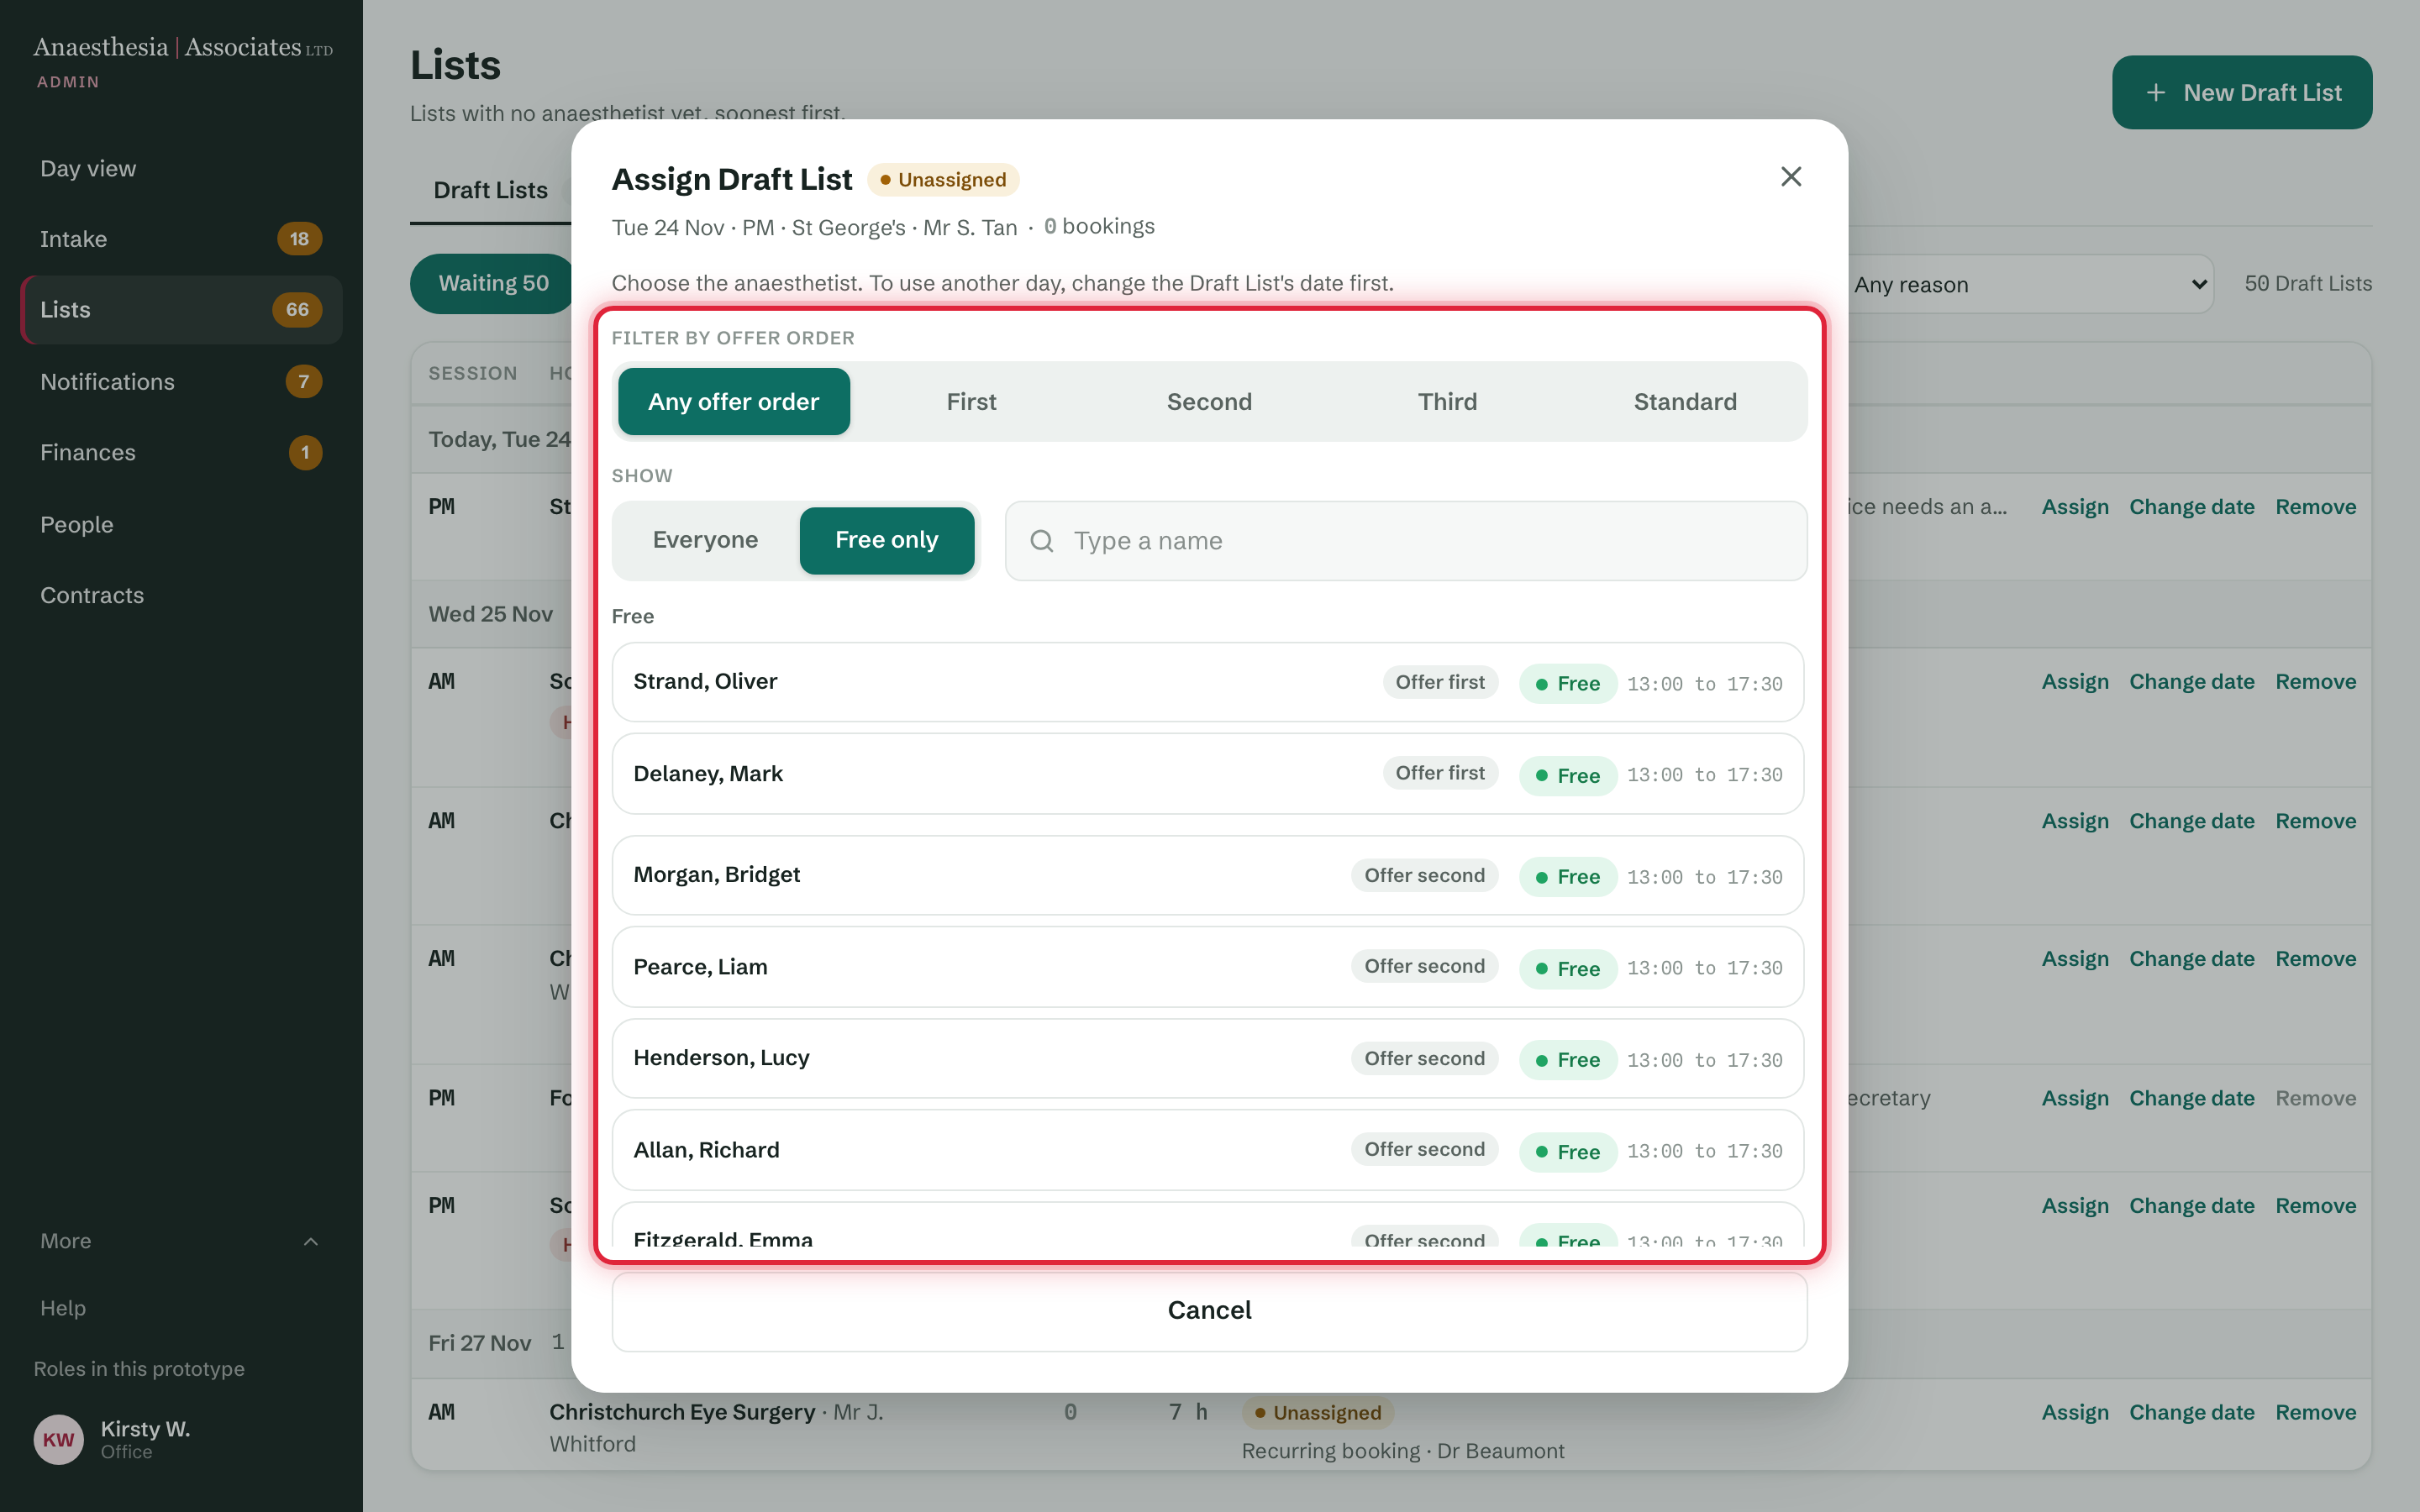 Anaesthesia | Associates LTD
ADMIN
Day view
Intake 18
Lists 66
Notifications 7
Finances 1
People
Contracts
More
Help
Roles in this prototype
KW
Kirsty W.
Office
Lists
Lists with no anaesthetist yet, soonest first.
+ New Draft List
Draft Lists
Waiting 50
Any reason
50 Draft Lists
SESSION
Today, Tue 24
PM
ice needs an a... Assign Change date Remove
Wed 25 Nov
AM
Assign Change date Remove
AM
Assign Change date Remove
AM
Assign Change date Remove
PM
Assign Change date Remove
PM
Assign Change date Remove
Fri 27 Nov 1
AM Christchurch Eye Surgery · Mr J. 0 7 h Unassigned Assign Change date Remove
Whitford
Recurring booking · Dr Beaumont
Assign Draft List Unassigned
Tue 24 Nov · PM · St George's · Mr S. Tan · 0 bookings
Choose the anaesthetist. To use another day, change the Draft List's date first.
FILTER BY OFFER ORDER
Any offer order First Second Third Standard
SHOW
Everyone Free only Type a name
Free
Strand, Oliver Offer first Free 13:00 to 17:30
Delaney, Mark Offer first Free 13:00 to 17:30
Morgan, Bridget Offer second Free 13:00 to 17:30
Pearce, Liam Offer second Free 13:00 to 17:30
Henderson, Lucy Offer second Free 13:00 to 17:30
Allan, Richard Offer second Free 13:00 to 17:30
Fitzgerald, Emma Offer second Free 13:00 to 17:30
Cancel